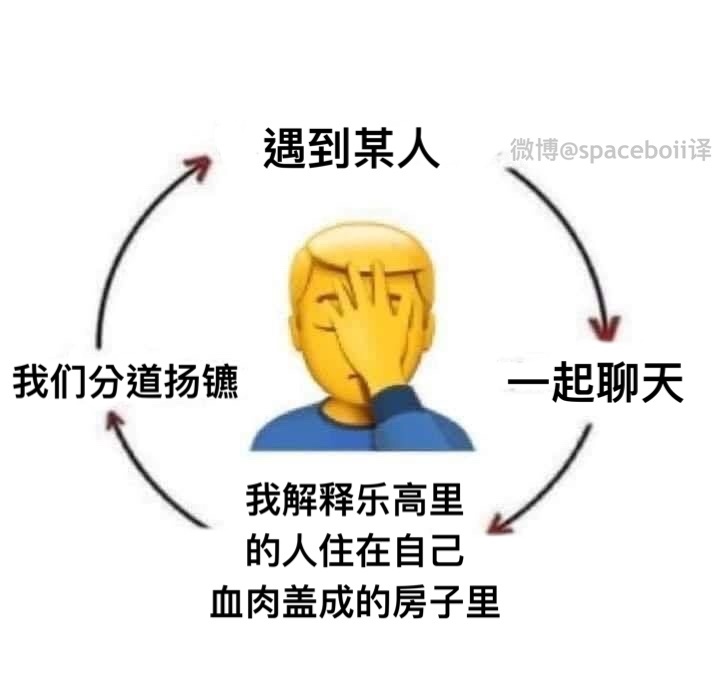 遇到某人
微博@spaceboii译
一起聊天
我解释乐高里
的人住在自己
血肉盖成的房子里
我们分道扬镳